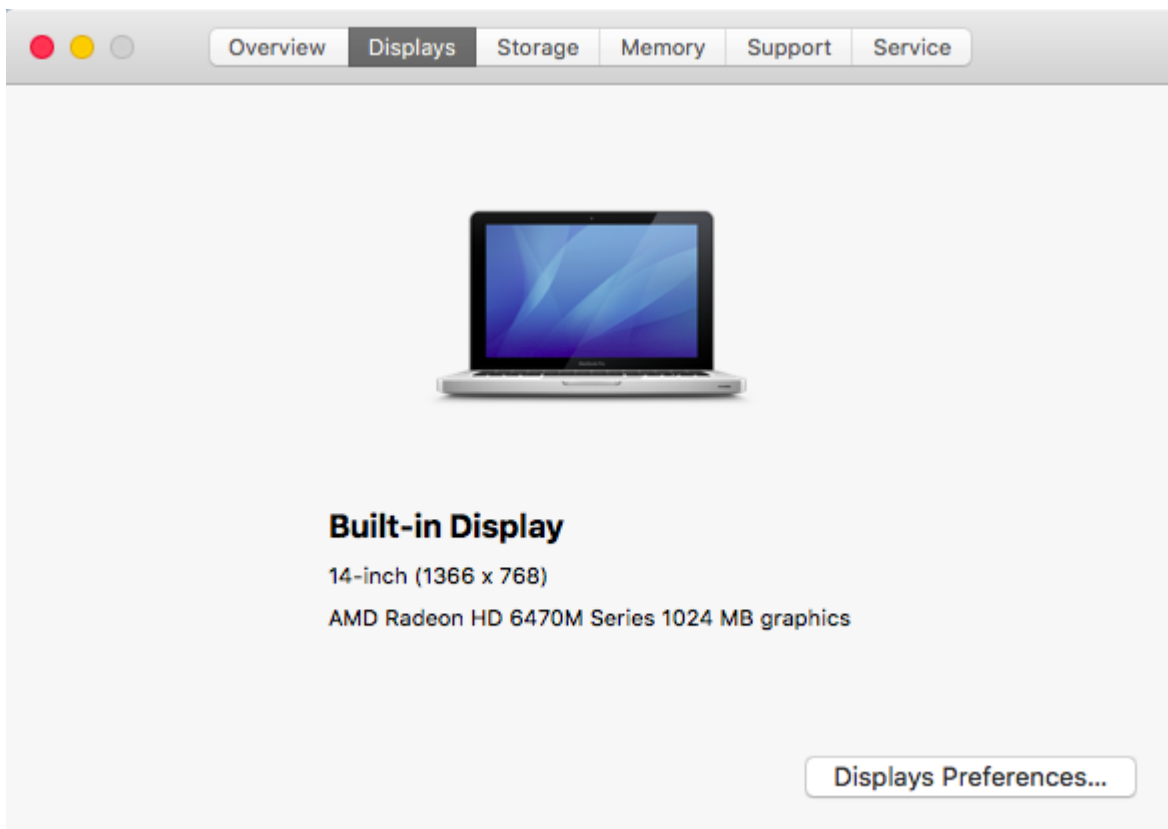 Overview Displays Storage Memory Support Service
Built-in Display
14-inch (1366 x 768)
AMD Radeon HD 6470M Series 1024 MB graphics
Displays Preferences...